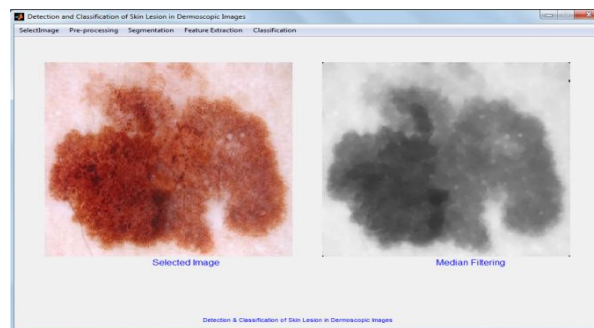 Detection and Classification of Skin Lesion in Dermoscopic Images
SelectImage Pre-processing Segmentation Feature Extraction Classification
Selected Image Median Filtering
Detection & Classification of Skin Lesion in Dermoscopic Images